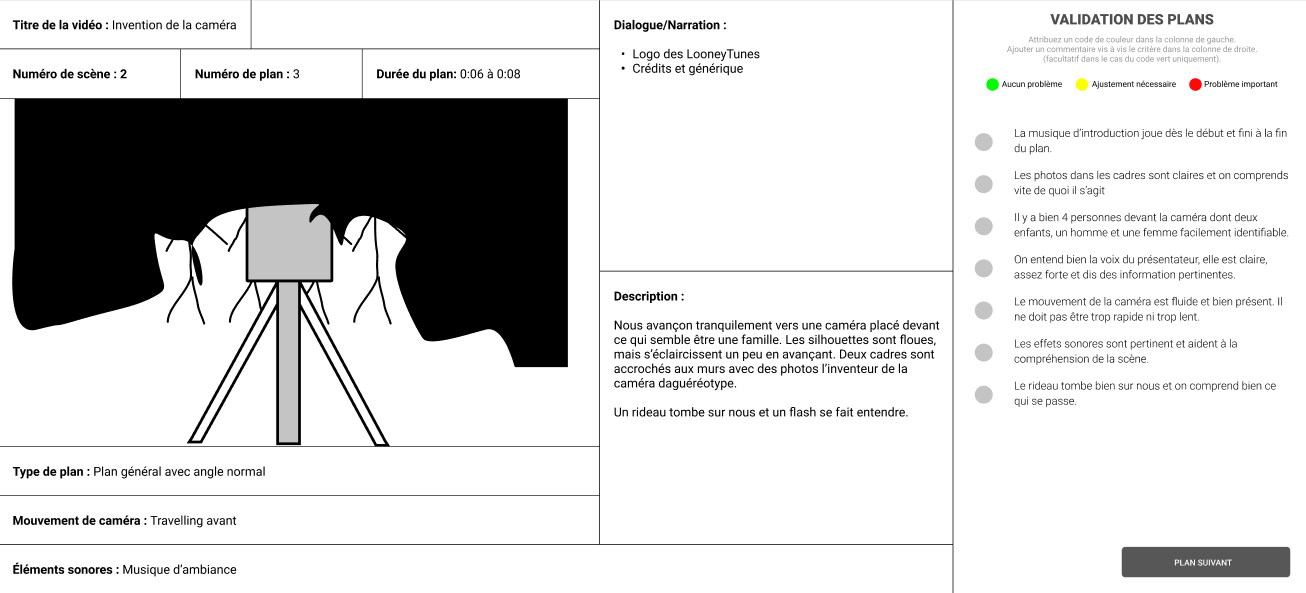 Titre de la vidéo : Invention de la caméra
Numéro de scène : 2
Numéro de plan : 3
Durée du plan: 0:06 à 0:08
Type de plan : Plan général avec angle normal
Mouvement de caméra : Travelling avant
Éléments sonores : Musique d'ambiance
Dialogue/Narration :
• Logo des LooneyTunes
• Crédits et générique
Description :
Nous avançon tranquilement vers une caméra placé devant
ce qui semble être une famille. Les silhouettes sont floues,
mais s'éclaircissent un peu en avançant. Deux cadres sont
accrochés aux murs avec des photos l'inventeur de la
caméra daguéréotype.
Un rideau tombe sur nous et un flash se fait entendre.
VALIDATION DES PLANS
Attribuez un code de couleur dans la colonne de gauche.
Ajouter un commentaire vis à vis le critère dans la colonne de droite.
(facultatif dans le cas du code vert uniquement).
Aucun problème
Ajustement nécessaire
Problème important
La musique d'introduction joue dès le début et fini à la fin
du plan.
Les photos dans les cadres sont claires et on comprends
vite de quoi il s'agit
Il y a bien 4 personnes devant la caméra dont deux
enfants, un homme et une femme facilement identifiable.
On entend bien la voix du présentateur, elle est claire,
assez forte et dis des information pertinentes.
Le mouvement de la caméra est fluide et bien présent. Il
ne doit pas être trop rapide ni trop lent.
Les effets sonores sont pertinent et aident à la
compréhension de la scène.
Le rideau tombe bien sur nous et on comprend bien ce
qui se passe.
PLAN SUIVANT